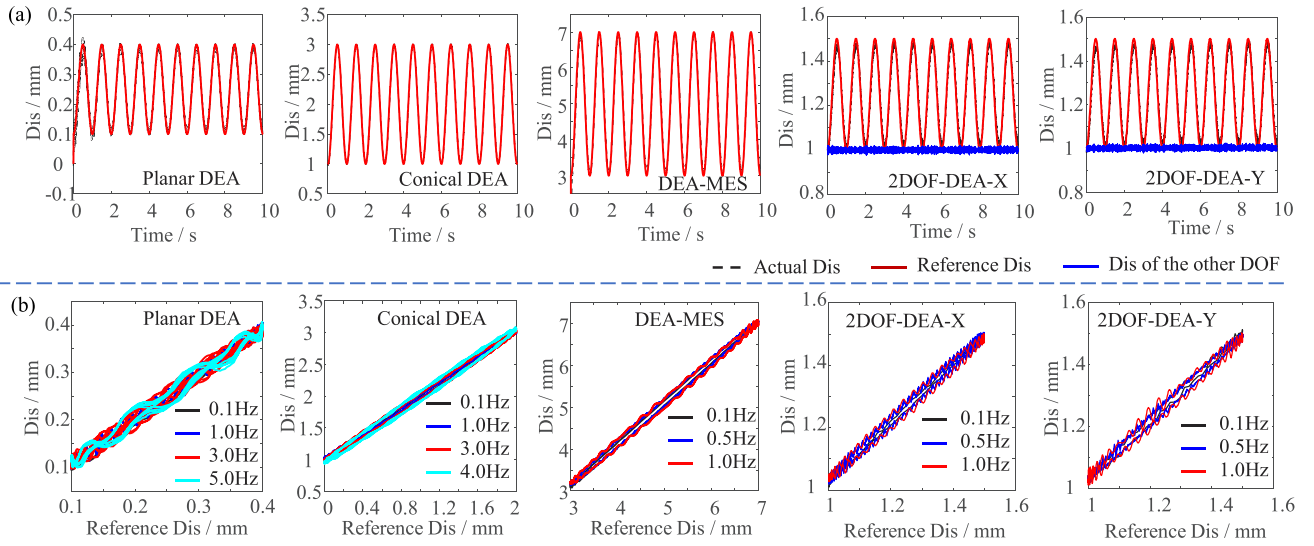 (a)
Dis / mm
0.5
0.4
0.3
0.2
0.1
0
-0.1
0 2 4 6 8 10
Time / s
Planar DEA
Dis / mm
3.5
3
2.5
2
1.5
1
0.5
0 2 4 6 8 10
Time / s
Conical DEA
Dis / mm
7
6
5
4
3
0 2 4 6 8 10
Time / s
DEA-MES
Dis / mm
1.6
1.4
1.2
1
0.8
0 2 4 6 8 10
Time / s
2DOF-DEA-X
Dis / mm
1.6
1.4
1.2
1
0.8
0 2 4 6 8 10
Time / s
2DOF-DEA-Y
Actual Dis
Reference Dis
Dis of the other DOF
(b)
Planar DEA
Dis / mm
0.4
0.3
0.2
0.1
0.1Hz
1.0Hz
3.0Hz
5.0Hz
0.1 0.2 0.3 0.4
Reference Dis / mm
Conical DEA
Dis / mm
3.5
3
2.5
2
1.5
1
0.5
0.1Hz
1.0Hz
3.0Hz
4.0Hz
0 0.4 0.8 1.2 1.6 2
Reference Dis / mm
DEA-MES
Dis / mm
7
6
5
4
3
0.1Hz
0.5Hz
1.0Hz
3 4 5 6 7
Reference Dis / mm
2DOF-DEA-X
Dis / mm
1.6
1.4
1.2
1
0.1Hz
0.5Hz
1.0Hz
1 1.2 1.4 1.6
Reference Dis / mm
2DOF-DEA-Y
Dis / mm
1.6
1.4
1.2
1
0.1Hz
0.5Hz
1.0Hz
1 1.2 1.4 1.6
Reference Dis / mm